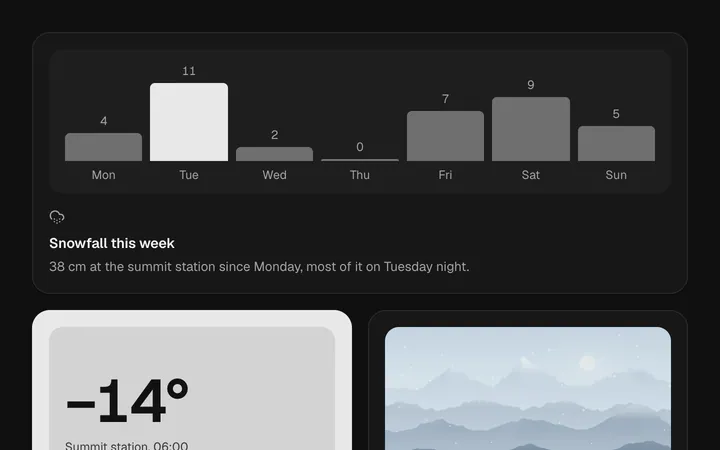 4
11
2
0
7
9
5
Mon Tue Wed Thu Fri Sat Sun
Snowfall this week
38 cm at the summit station since Monday, most of it on Tuesday night.
–14°
Summit station, 06:00